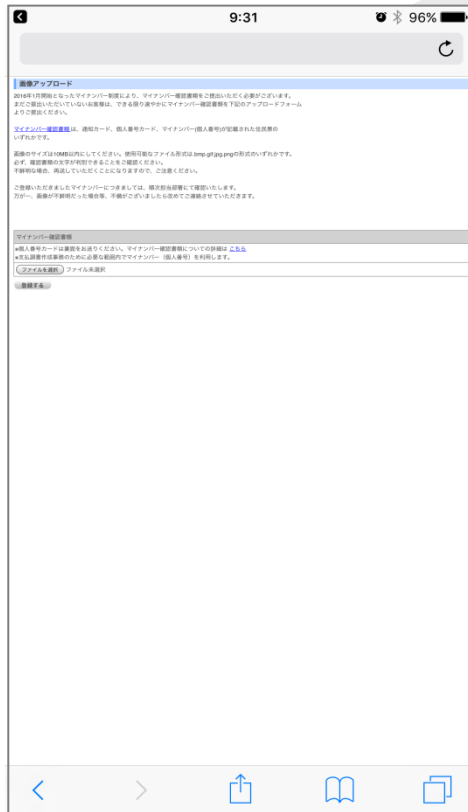 9:31
96%
画像アップロード
2016年1月開始となったマイナンバー制度により、マイナンバー確認書類をご提出いただく必要がございます。
まだご提出いただいていないお客様は、できる限り速やかにマイナンバー確認書類を下記のアップロードフォーム
よりご提出ください。
マイナンバー確認書類は、通知カード、個人番号カード、マイナンバー(個人番号)が記載された住民票の
いずれかです。
画像のサイズは10MB以内にしてください。使用可能なファイル形式は.bmp.gif.jpg.pngの形式のいずれかです。
必ず、確認書類の文字が判別できることをご確認ください。
不鮮明な場合、再送していただくことになりますので、ご注意ください。
ご登録いただきましたマイナンバーにつきましては、順次担当部署にて確認いたします。
万が一、画像が不鮮明だった場合等、不備がございましたら改めてご連絡させていただきます。
マイナンバー確認書類
※個人番号カードは裏面をお送りください。マイナンバー確認書類についての詳細は こちら
※支払調書作成事務のために必要な範囲内でマイナンバー（個人番号）を利用します。
ファイルを選択 ファイル未選択
登録する